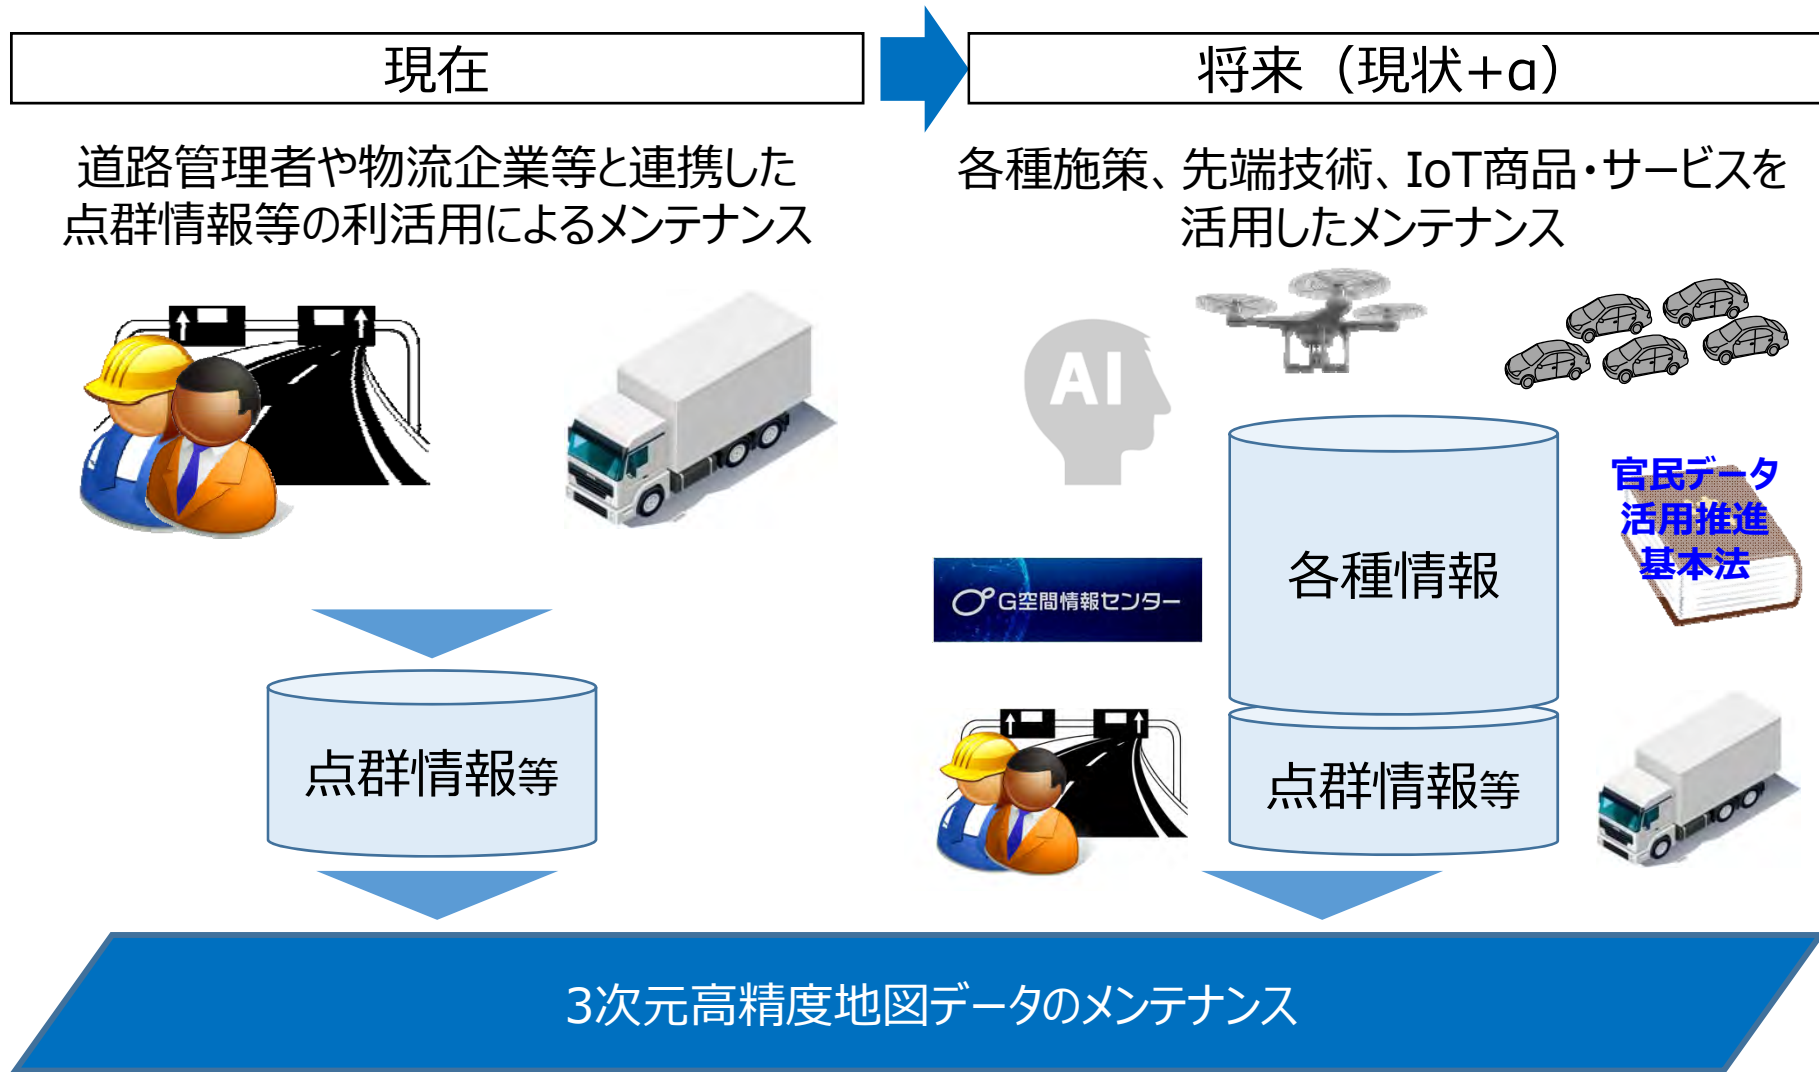 現在
将来（現状+α）
道路管理者や物流企業等と連携した
点群情報等の利活用によるメンテナンス
各種施策、先端技術、IoT商品・サービスを
活用したメンテナンス
AI
官民データ
活用推進
基本法
各種情報
G空間情報センター
点群情報等
点群情報等
3次元高精度地図データのメンテナンス